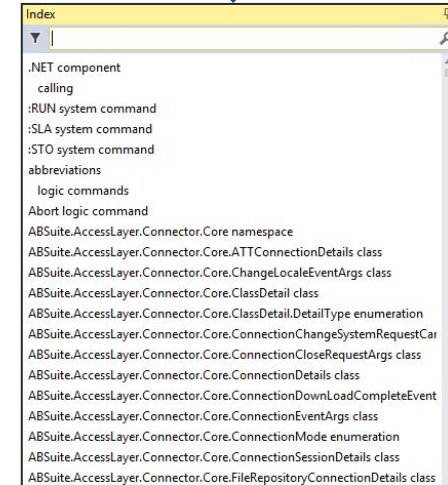 Index
.NET component
calling
:RUN system command
:SLA system command
:STO system command
abbreviations
logic commands
Abort logic command
ABSuite.AccessLayer.Connector.Core namespace
ABSuite.AccessLayer.Connector.Core.ATTConnectionDetails class
ABSuite.AccessLayer.Connector.Core.ChangeLocaleEventArgs class
ABSuite.AccessLayer.Connector.Core.ClassDetail class
ABSuite.AccessLayer.Connector.Core.ClassDetail.DetailType enumeration
ABSuite.AccessLayer.Connector.Core.ConnectionChangeSystemRequestCar
ABSuite.AccessLayer.Connector.Core.ConnectionCloseRequestArgs class
ABSuite.AccessLayer.Connector.Core.ConnectionDetails class
ABSuite.AccessLayer.Connector.Core.ConnectionDownLoadCompleteEvent
ABSuite.AccessLayer.Connector.Core.ConnectionEventArgs class
ABSuite.AccessLayer.Connector.Core.ConnectionMode enumeration
ABSuite.AccessLayer.Connector.Core.ConnectionSessionDetails class
ABSuite.AccessLayer.Connector.Core.FileRepositoryConnectionDetails class